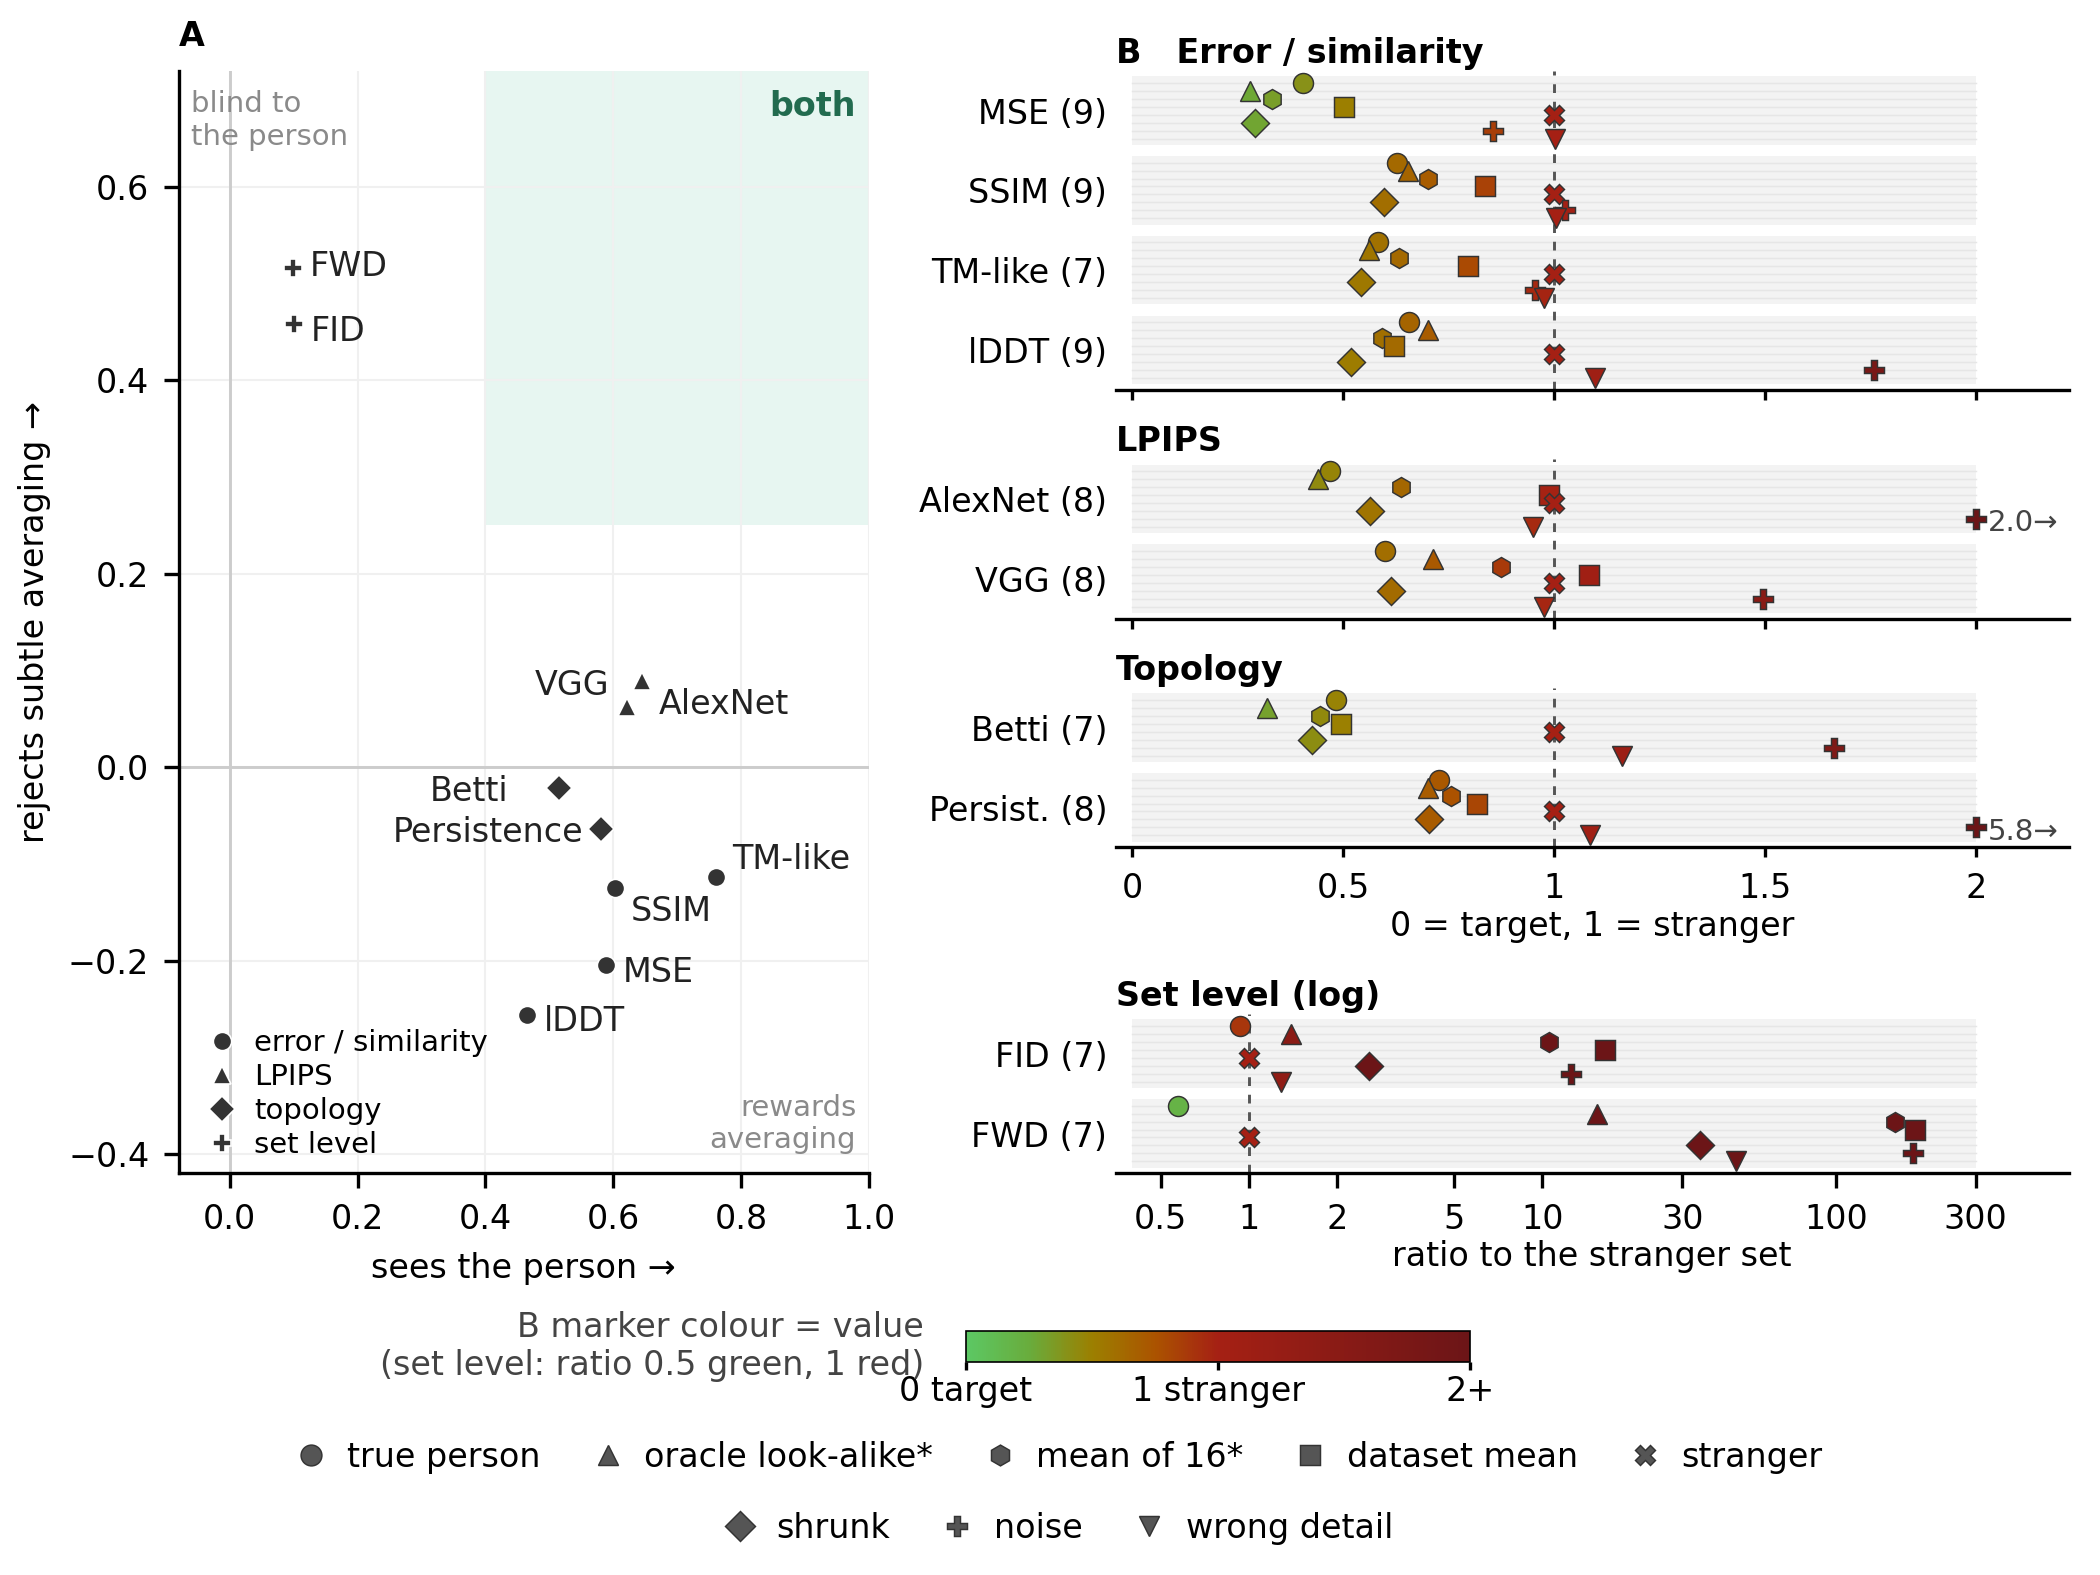 A
blind to
the person
both
FWD
FID
VGG
AlexNet
Betti
Persistence
TM-like
SSIM
MSE
lDDT
error / similarity
LPIPS
topology
set level
rewards
averaging
0.6
0.4
0.2
0.0
−0.2
−0.4
rejects subtle averaging →
0.0 0.2 0.4 0.6 0.8 1.0
sees the person →
B Error / similarity
MSE (9)
SSIM (9)
TM-like (7)
lDDT (9)
LPIPS
AlexNet (8)
2.0→
VGG (8)
Topology
Betti (7)
Persist. (8)
5.8→
0 0.5 1 1.5 2
0 = target, 1 = stranger
Set level (log)
FID (7)
FWD (7)
0.5 1 2 5 10 30 100 300
ratio to the stranger set
B marker colour = value
(set level: ratio 0.5 green, 1 red)
0 target 1 stranger 2+
true person oracle look-alike* mean of 16* dataset mean stranger
shrunk noise wrong detail